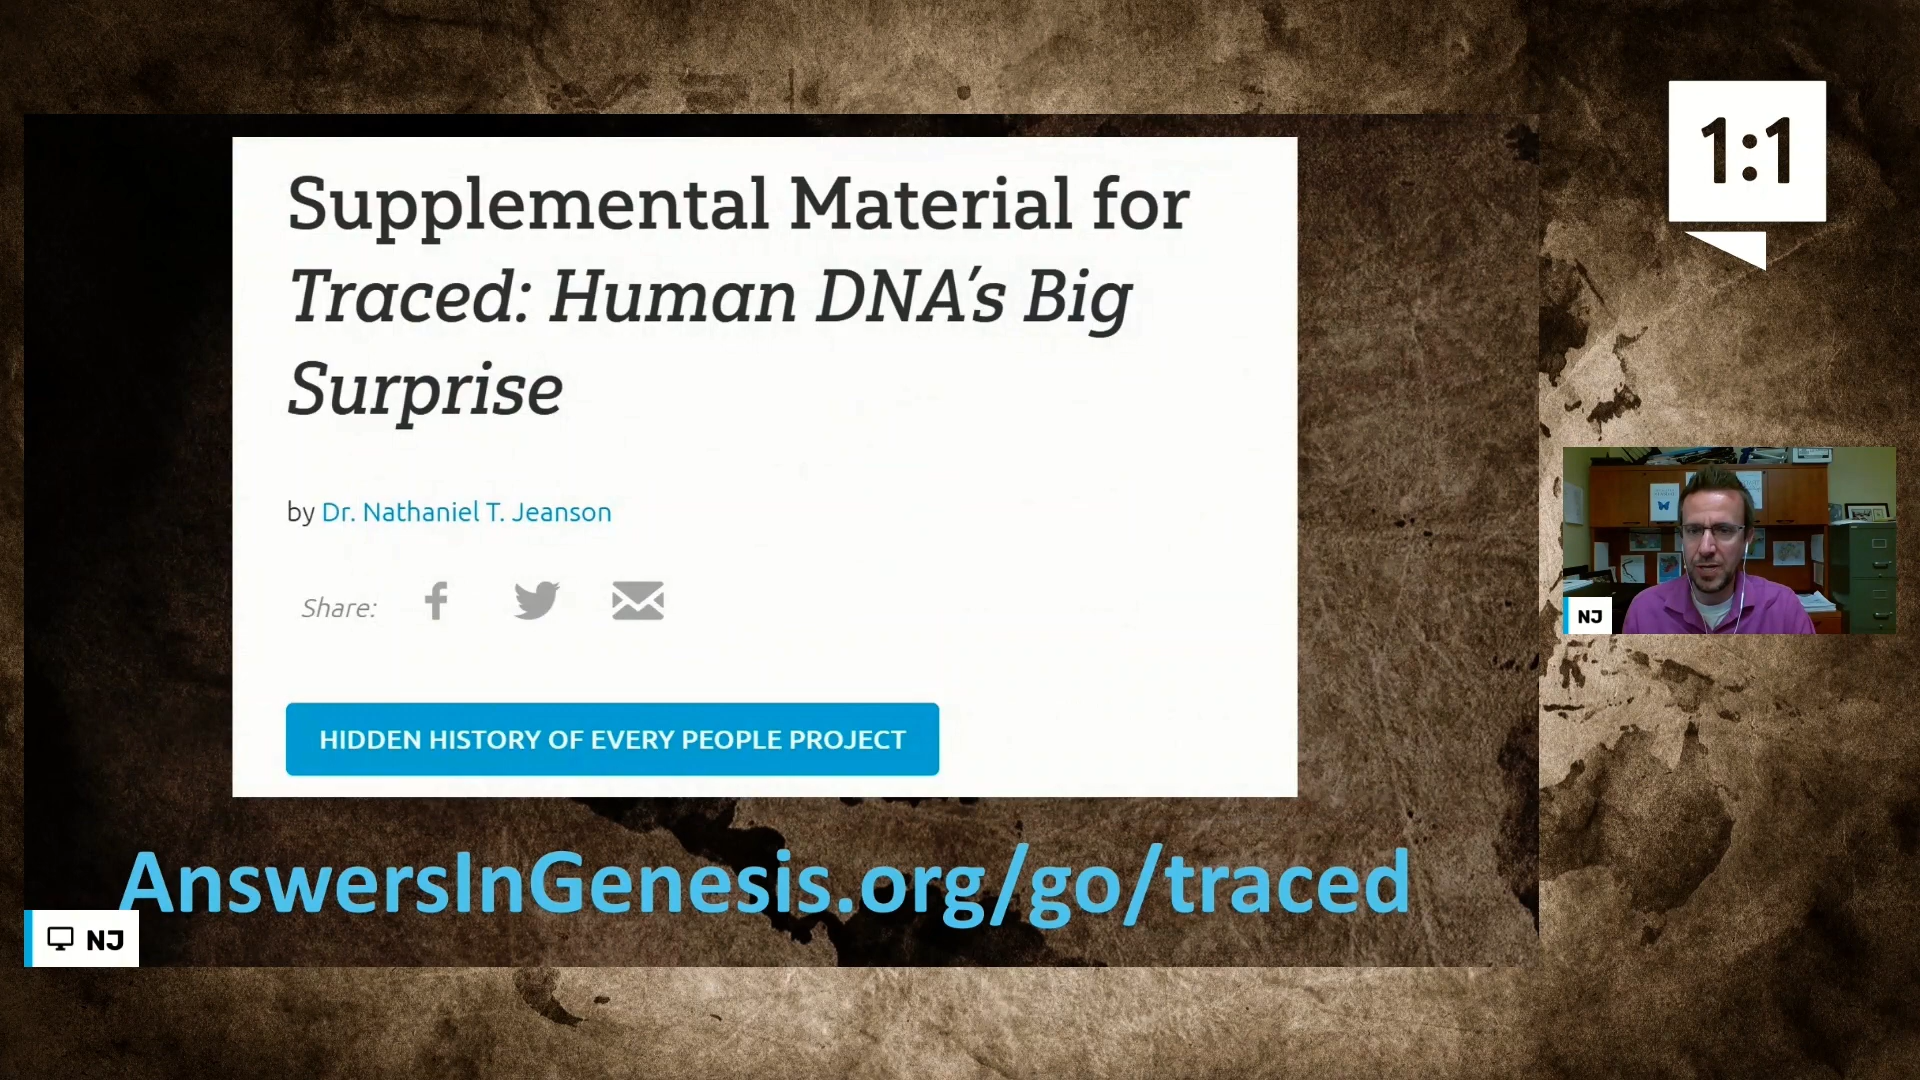 1:1
Supplemental Material for
Traced: Human DNA's Big
Surprise
by Dr. Nathaniel T. Jeanson
Share:
HIDDEN HISTORY OF EVERY PEOPLE PROJECT
AnswersInGenesis.org/go/traced
NJ
NJ